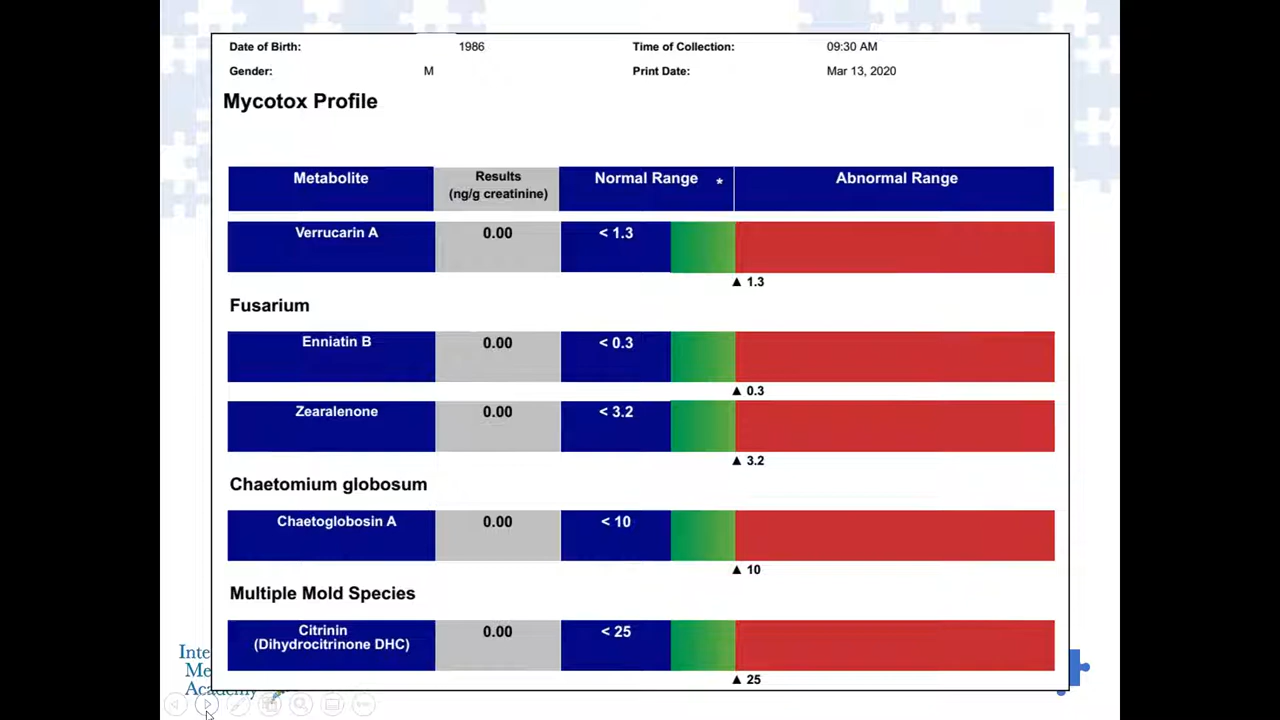 Date of Birth: 1986 Time of Collection: 09:30 AM
Gender: M Print Date: Mar 13, 2020
Mycotox Profile
Metabolite Results (ng/g creatinine) Normal Range * Abnormal Range
Verrucarin A 0.00 < 1.3
▲ 1.3
Fusarium
Enniatin B 0.00 < 0.3
▲ 0.3
Zearalenone 0.00 < 3.2
▲ 3.2
Chaetomium globosum
Chaetoglobosin A 0.00 < 10
▲ 10
Multiple Mold Species
Citrinin (Dihydrocitrinone DHC) 0.00 < 25
▲ 25
Inte
Me
Academy